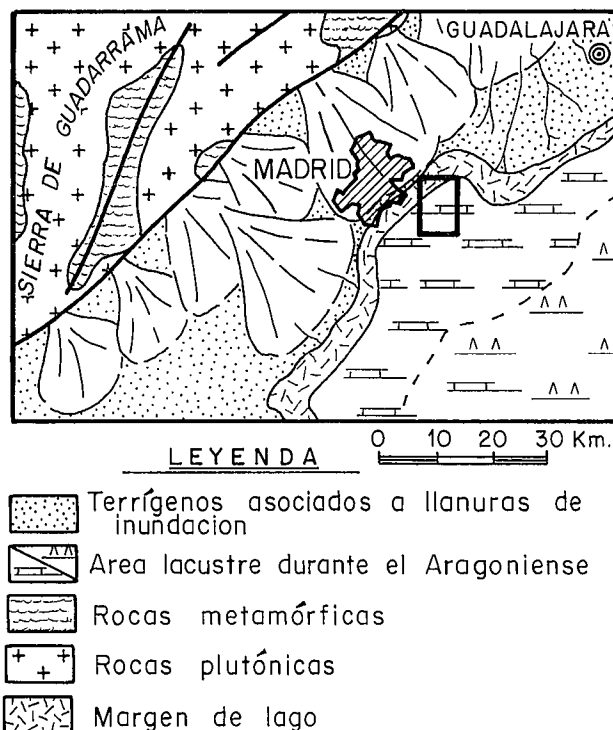 SIERRA DE GUADARRÁMA
GUADALAJARA
MADRID
LEYENDA
0 10 20 30 Km.
Terrígenos asociados a llanuras de
inundacion
Area lacustre durante el Aragoniense
Rocas metamórficas
Rocas plutónicas
Margen de lago